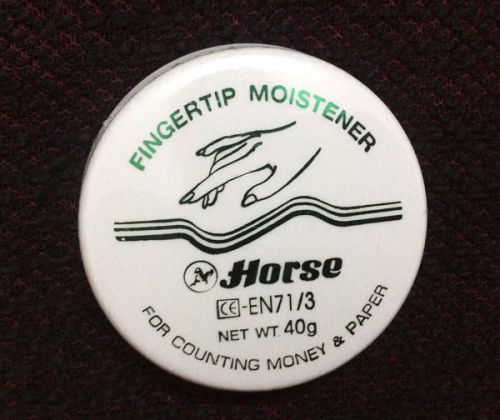 FINGERTIP MOISTENER
Horse
CE-EN71/3
NET WT 40g
FOR COUNTING MONEY & PAPER